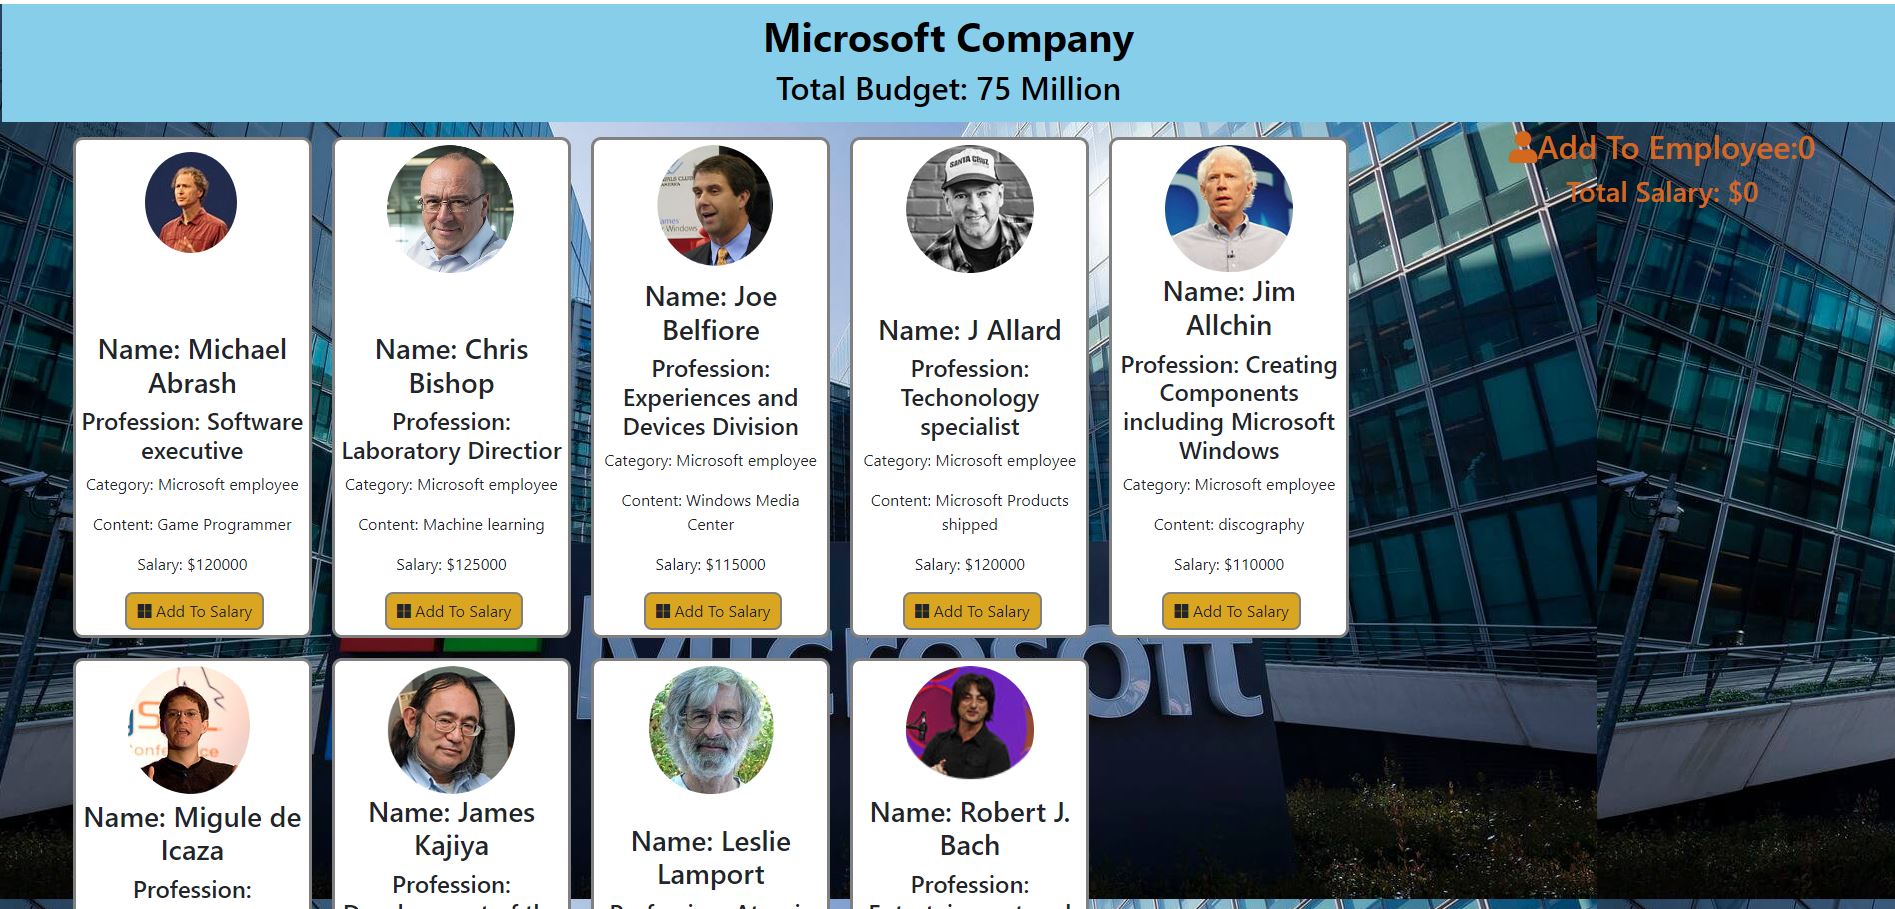 Microsoft Company
Total Budget: 75 Million
Add To Employee:0
Total Salary: $0
Name: Michael
Abrash
Profession: Software
executive
Category: Microsoft employee
Content: Game Programmer
Salary: $120000
Add To Salary
Name: Chris
Bishop
Profession:
Laboratory Directior
Category: Microsoft employee
Content: Machine learning
Salary: $125000
Add To Salary
Name: Joe
Belfiore
Profession:
Experiences and
Devices Division
Category: Microsoft employee
Content: Windows Media
Center
Salary: $115000
Add To Salary
SANTA CRUZ
Name: J Allard
Profession:
Techonology
specialist
Category: Microsoft employee
Content: Microsoft Products
shipped
Salary: $120000
Add To Salary
Name: Jim
Allchin
Profession: Creating
Components
including Microsoft
Windows
Category: Microsoft employee
Content: discography
Salary: $110000
Add To Salary
Microsoft
Name: Migule de
Icaza
Profession:
Name: James
Kajiya
Profession:
Name: Leslie
Lamport
Name: Robert J.
Bach
Profession: